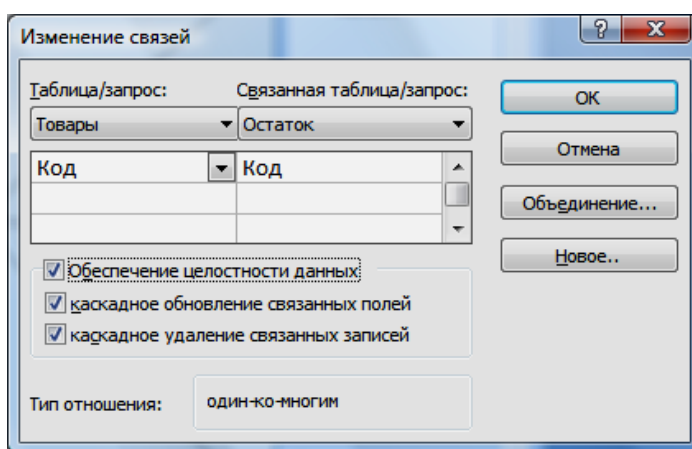 Изменение связей
Таблица/запрос: Связанная таблица/запрос:
Товары Остаток
Код Код
Обеспечение целостности данных
каскадное обновление связанных полей
каскадное удаление связанных записей
Тип отношения: один-ко-многим
ОК
Отмена
Объединение...
Новое..